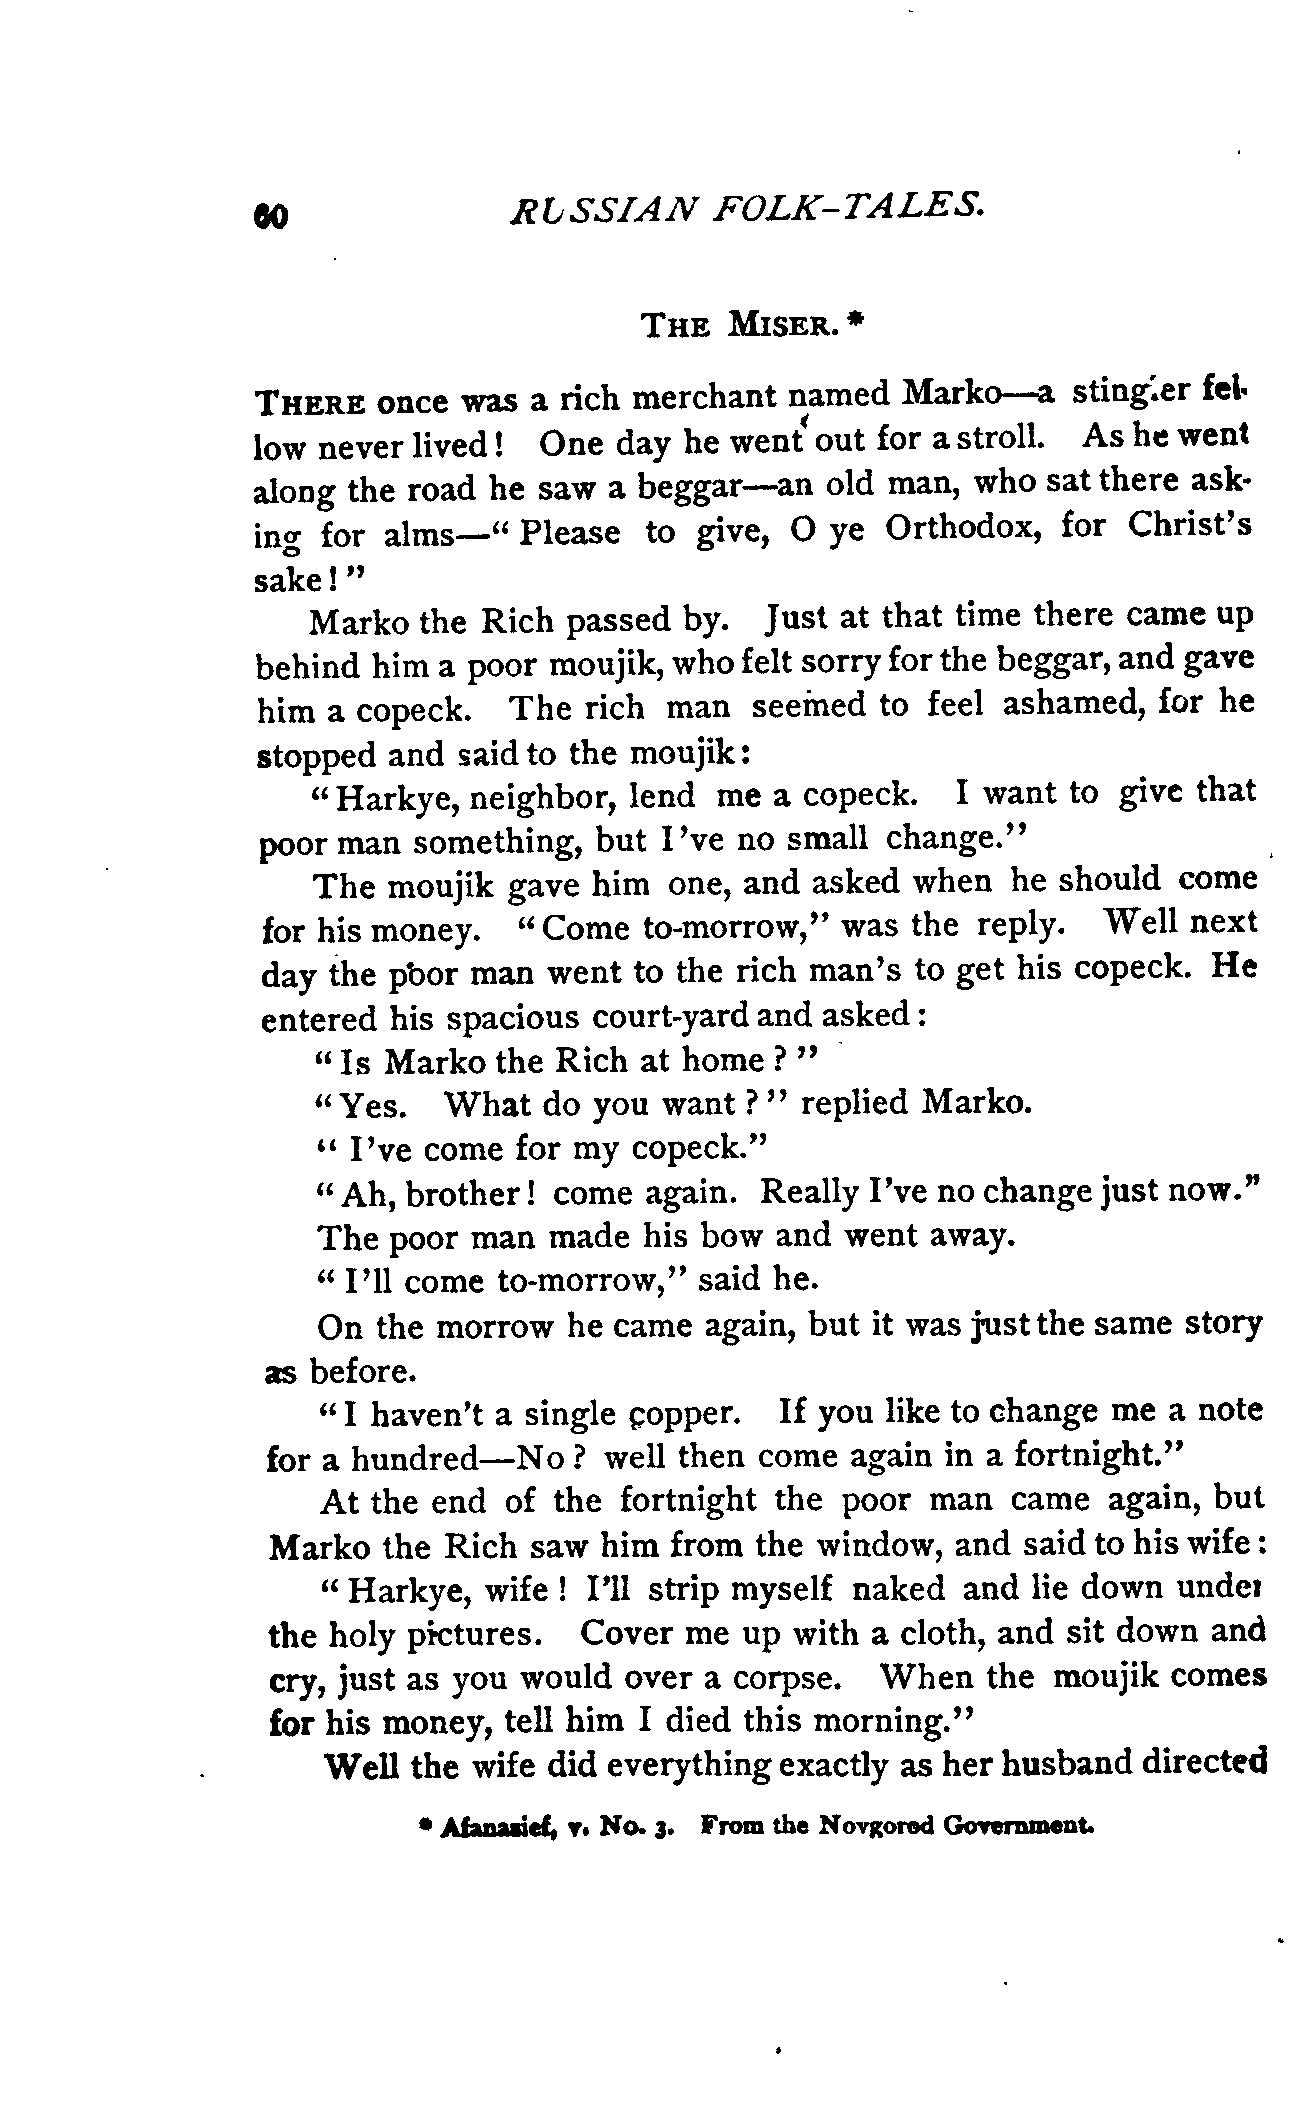 60 RUSSIAN FOLK-TALES.
THE MISER. *
THERE once was a rich merchant named Marko—a stingier fel-
low never lived! One day he went out for a stroll. As he went
along the road he saw a beggar—an old man, who sat there ask-
ing for alms—"Please to give, O ye Orthodox, for Christ's
sake!"
Marko the Rich passed by. Just at that time there came up
behind him a poor moujik, who felt sorry for the beggar, and gave
him a copeck. The rich man seemed to feel ashamed, for he
stopped and said to the moujik:
"Harkye, neighbor, lend me a copeck. I want to give that
poor man something, but I've no small change."
The moujik gave him one, and asked when he should come
for his money. "Come to-morrow," was the reply. Well next
day the poor man went to the rich man's to get his copeck. He
entered his spacious court-yard and asked:
"Is Marko the Rich at home?"
"Yes. What do you want?" replied Marko.
"I've come for my copeck."
"Ah, brother! come again. Really I've no change just now."
The poor man made his bow and went away.
"I'll come to-morrow," said he.
On the morrow he came again, but it was just the same story
as before.
"I haven't a single copper. If you like to change me a note
for a hundred—No? well then come again in a fortnight."
At the end of the fortnight the poor man came again, but
Marko the Rich saw him from the window, and said to his wife:
"Harkye, wife! I'll strip myself naked and lie down under
the holy pictures. Cover me up with a cloth, and sit down and
cry, just as you would over a corpse. When the moujik comes
for his money, tell him I died this morning."
Well the wife did everything exactly as her husband directed
* Afanasief, v. No. 3. From the Novgorod Government.